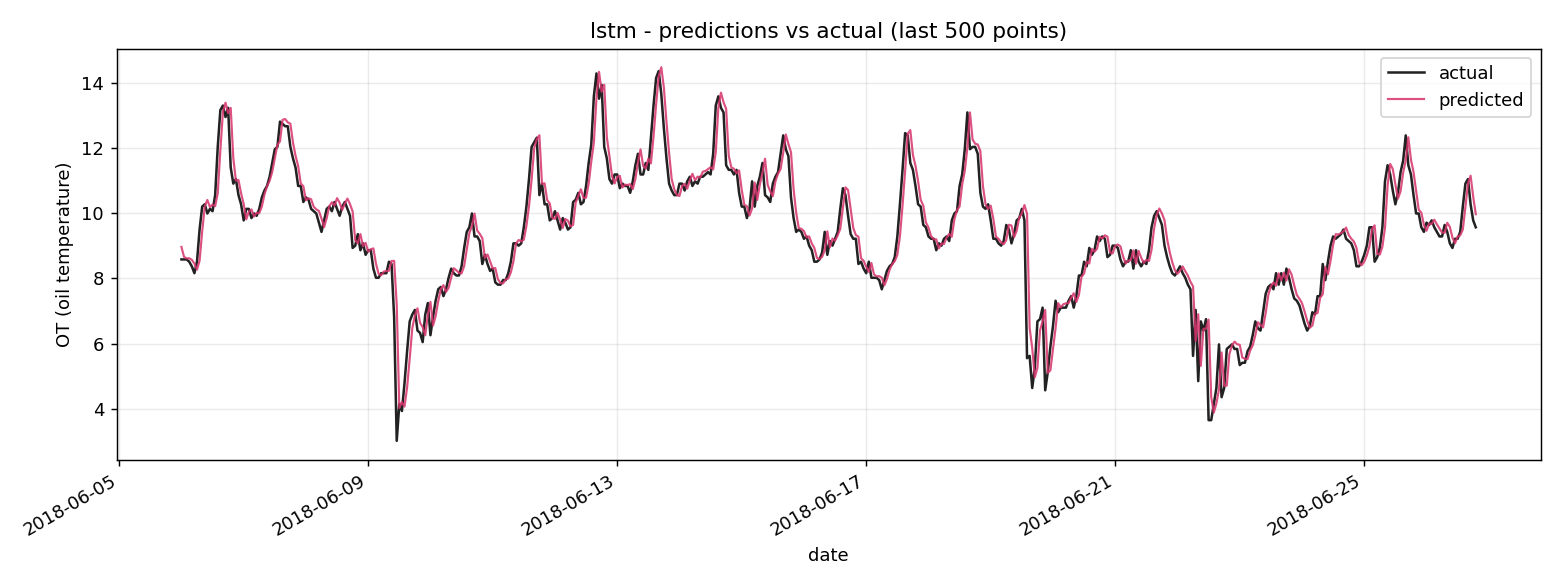 lstm - predictions vs actual (last 500 points)
actual
predicted
OT (oil temperature)
14
12
10
8
6
4
2018-06-05
2018-06-09
2018-06-13
2018-06-17
2018-06-21
2018-06-25
date